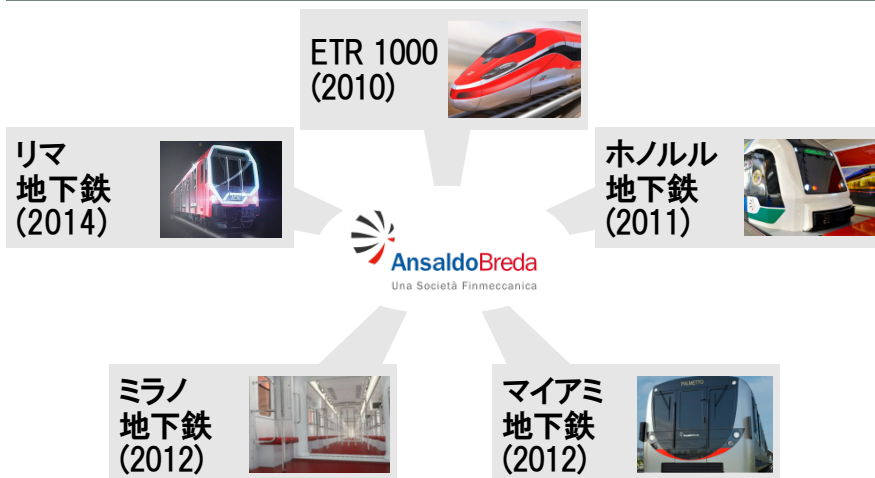 ETR 1000
(2010)
リマ
地下鉄
(2014)
ホノルル
地下鉄
(2011)
AnsaldoBreda
Una Società Finmeccanica
ミラノ
地下鉄
(2012)
マイアミ
地下鉄
(2012)
PALMETTO